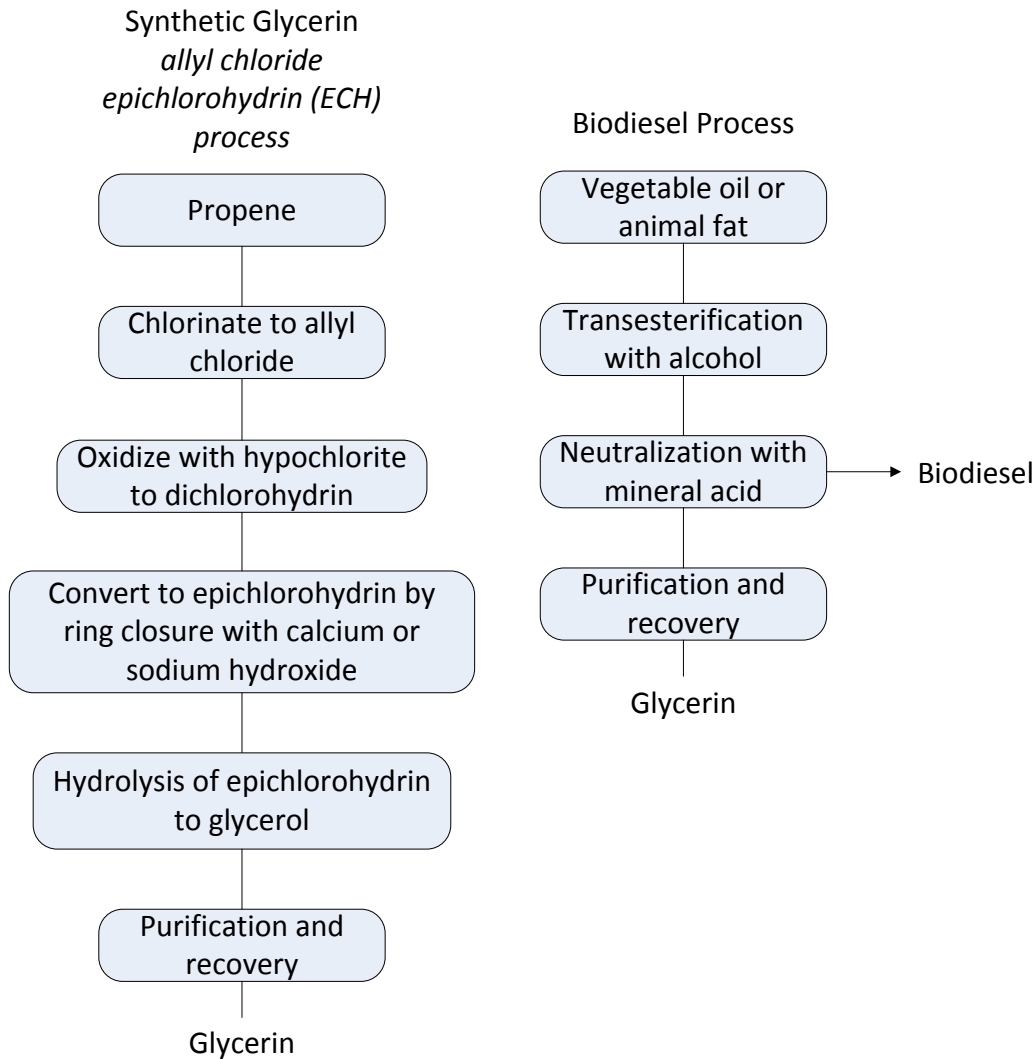 Synthetic Glycerin
allyl chloride
epichlorohydrin (ECH)
process
Propene
Chlorinate to allyl
chloride
Oxidize with hypochlorite
to dichlorohydrin
Convert to epichlorohydrin by
ring closure with calcium or
sodium hydroxide
Hydrolysis of epichlorohydrin
to glycerol
Purification and
recovery
Glycerin
Biodiesel Process
Vegetable oil or
animal fat
Transesterification
with alcohol
Neutralization with
mineral acid
Biodiesel
Purification and
recovery
Glycerin